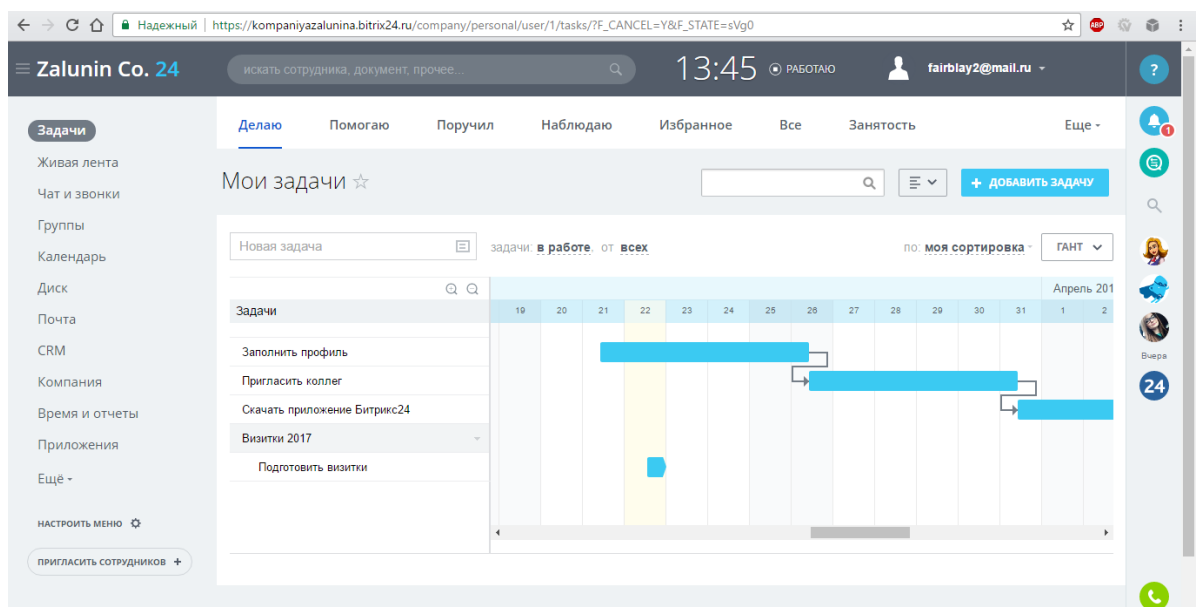 Надежный https://kompaniyazalunina.bitrix24.ru/company/personal/user/1/tasks/?F_CANCEL=Y&F_STATE=sVg0 ABP
Zalunin Co. 24 искать сотрудника, документ, прочее... 13:45 РАБОТАЮ fairblay2@mail.ru ?
Задачи
Живая лента
Чат и звонки
Группы
Календарь
Диск
Почта
CRM
Компания
Время и отчеты
Приложения
Ещё
НАСТРОИТЬ МЕНЮ
ПРИГЛАСИТЬ СОТРУДНИКОВ +
Делаю Помогаю Поручил Наблюдаю Избранное Все Занятость Еще
Мои задачи + ДОБАВИТЬ ЗАДАЧУ
Новая задача задачи: в работе. от всех по: моя сортировка ГАНТ
Апрель 201
Задачи 19 20 21 22 23 24 25 26 27 28 29 30 31 1 2
Заполнить профиль
Пригласить коллег
Скачать приложение Битрикс24
Визитки 2017
Подготовить визитки
1
Вчера
24